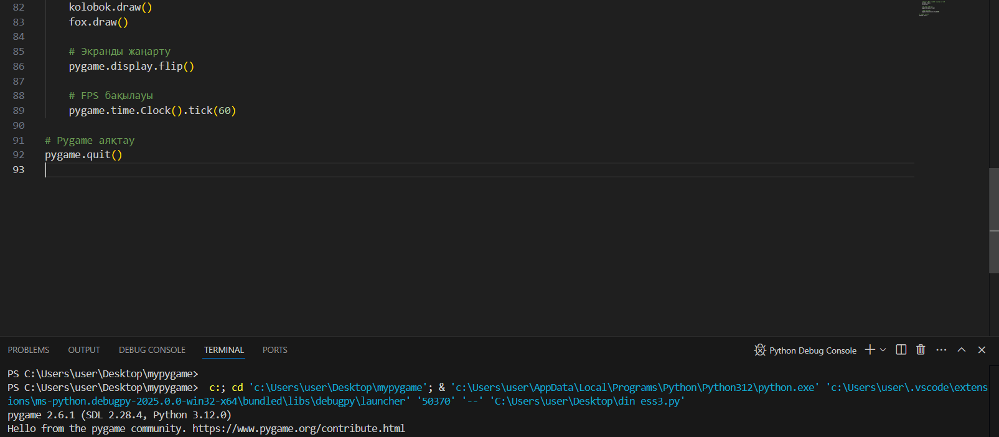 82 kolobok.draw()
83 fox.draw()
84
85 # Экранды жаңарту
86 pygame.display.flip()
87
88 # FPS бақылауы
89 pygame.time.Clock().tick(60)
90
91 # Pygame аяқтау
92 pygame.quit()
93
PROBLEMS OUTPUT DEBUG CONSOLE TERMINAL PORTS Python Debug Console
PS C:\Users\user\Desktop\mypygame>
PS C:\Users\user\Desktop\mypygame>  c:; cd 'c:\Users\user\Desktop\mypygame'; & 'c:\Users\user\AppData\Local\Programs\Python\Python312\python.exe' 'c:\Users\user\.vscode\extens
ions\ms-python.debugpy-2025.0.0-win32-x64\bundled\libs\debugpy\launcher' '50370' '--' 'C:\Users\user\Desktop\din ess3.py'
pygame 2.6.1 (SDL 2.28.4, Python 3.12.0)
Hello from the pygame community. https://www.pygame.org/contribute.html